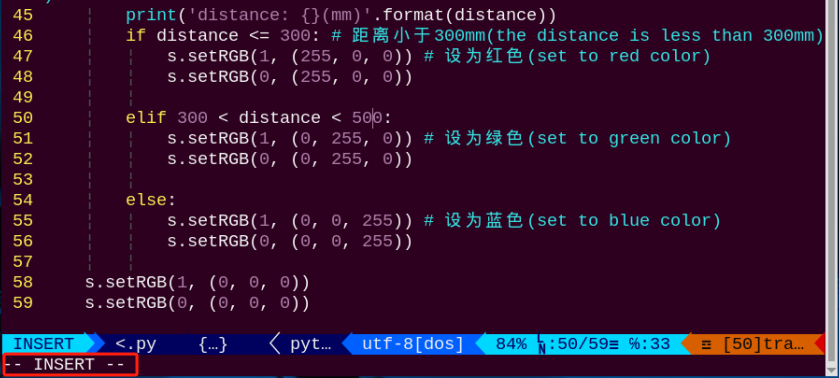 45 print('distance: {}(mm)'.format(distance))
46 if distance <= 300: # 距离小于300mm(the distance is less than 300mm)
47 s.setRGB(1, (255, 0, 0)) # 设为红色(set to red color)
48 s.setRGB(0, (255, 0, 0))
49
50 elif 300 < distance < 500:
51 s.setRGB(1, (0, 255, 0)) # 设为绿色(set to green color)
52 s.setRGB(0, (0, 255, 0))
53
54 else:
55 s.setRGB(1, (0, 0, 255)) # 设为蓝色(set to blue color)
56 s.setRGB(0, (0, 0, 255))
57
58 s.setRGB(1, (0, 0, 0))
59 s.setRGB(0, (0, 0, 0))
INSERT <.py {…} pyt… utf-8[dos] 84% ␤:50/59≡ ℅:33 ☲ [50]tra…
-- INSERT --